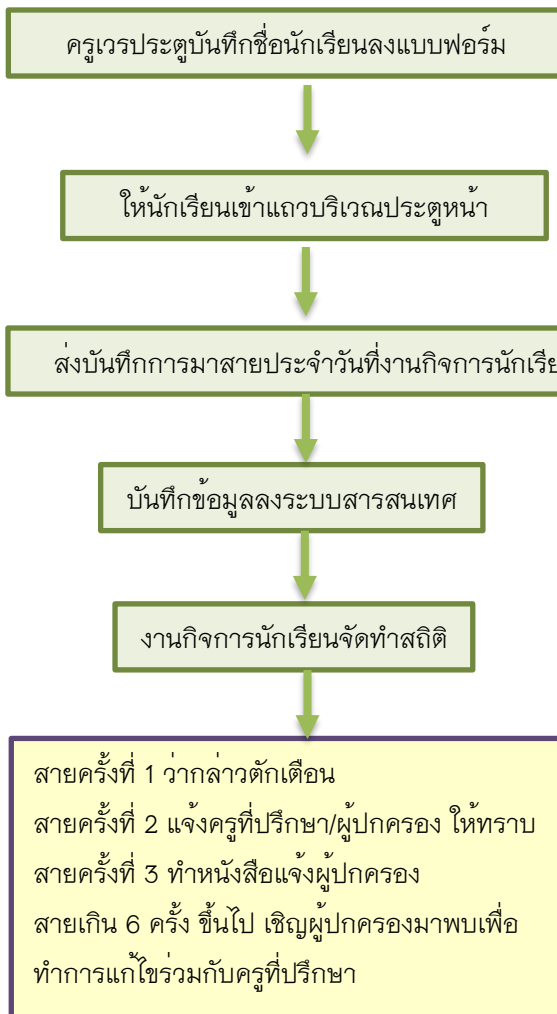 ครูเวรประตูบันทึกชื่อนักเรียนลงแบบฟอร์ม
ให้นักเรียนเข้าแถวบริเวณประตูหน้า
ส่งบันทึกการมาสายประจำวันที่งานกิจการนักเรีย
บันทึกข้อมูลลงระบบสารสนเทศ
งานกิจการนักเรียนจัดทำสถิติ
สายครั้งที่ 1 ว่ากล่าวตักเตือน
สายครั้งที่ 2 แจ้งครูที่ปรึกษา/ผู้ปกครอง ให้ทราบ
สายครั้งที่ 3 ทำหนังสือแจ้งผู้ปกครอง
สายเกิน 6 ครั้ง ขึ้นไป เชิญผู้ปกครองมาพบเพื่อ
ทำการแก้ไขร่วมกับครูที่ปรึกษา